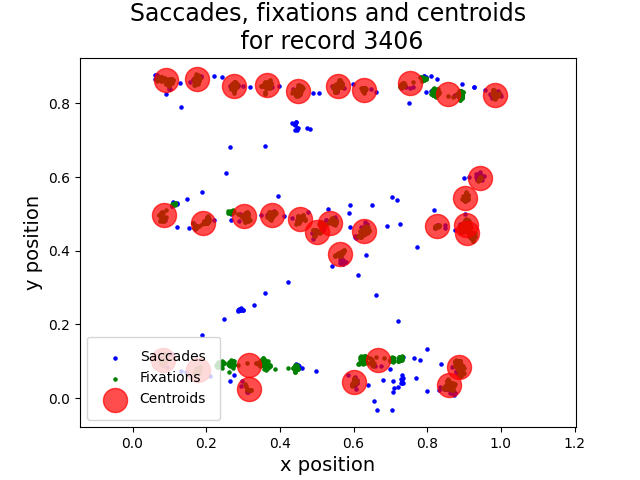 Saccades, fixations and centroids
for record 3406
y position
0.8
0.6
0.4
0.2
0.0
Saccades
Fixations
Centroids
0.0 0.2 0.4 0.6 0.8 1.0 1.2
x position